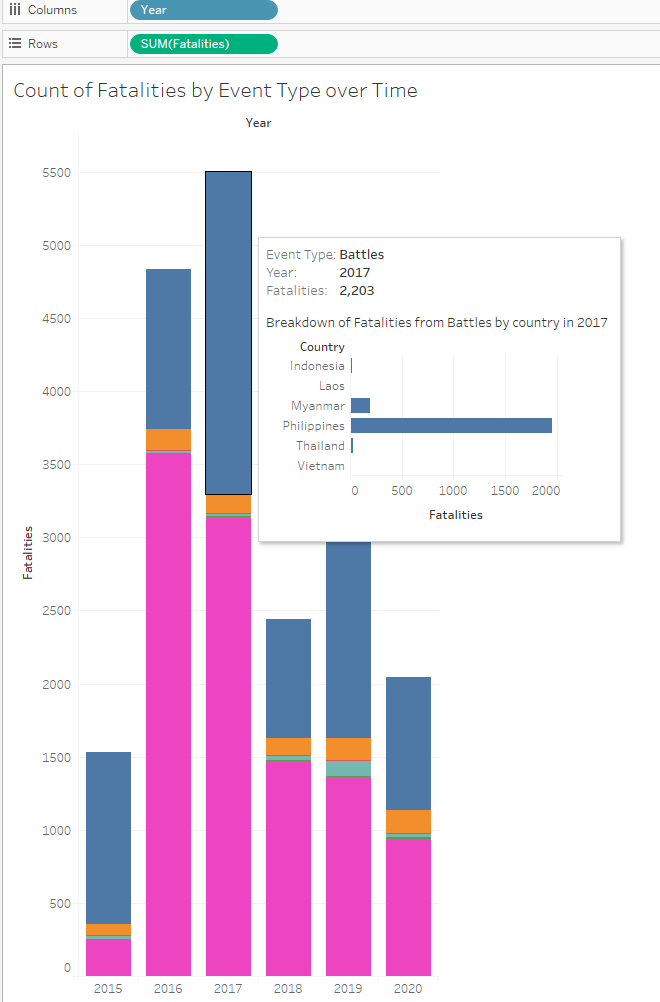 Columns Year
Rows SUM(Fatalities)
Count of Fatalities by Event Type over Time
Year
5500
5000
4500
4000
3500
3000
2500
2000
1500
1000
500
0
Fatalities
2015 2016 2017 2018 2019 2020
Event Type: Battles
Year: 2017
Fatalities: 2,203
Breakdown of Fatalities from Battles by country in 2017
Country
Indonesia
Laos
Myanmar
Philippines
Thailand
Vietnam
0 500 1000 1500 2000
Fatalities